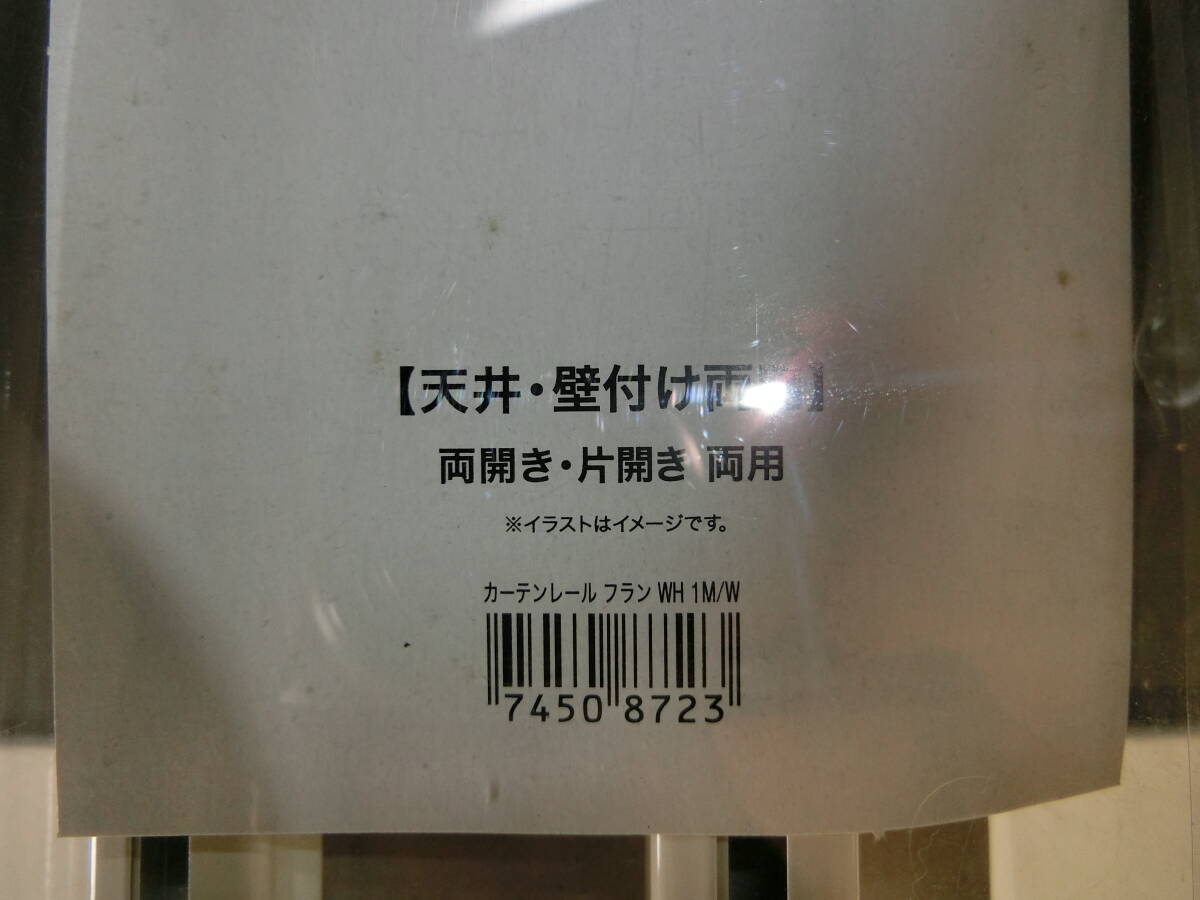 【天井・壁付け両用】
両開き・片開き 両用
※イラストはイメージです。
カーテンレール フラン WH 1M/W
7450 8723